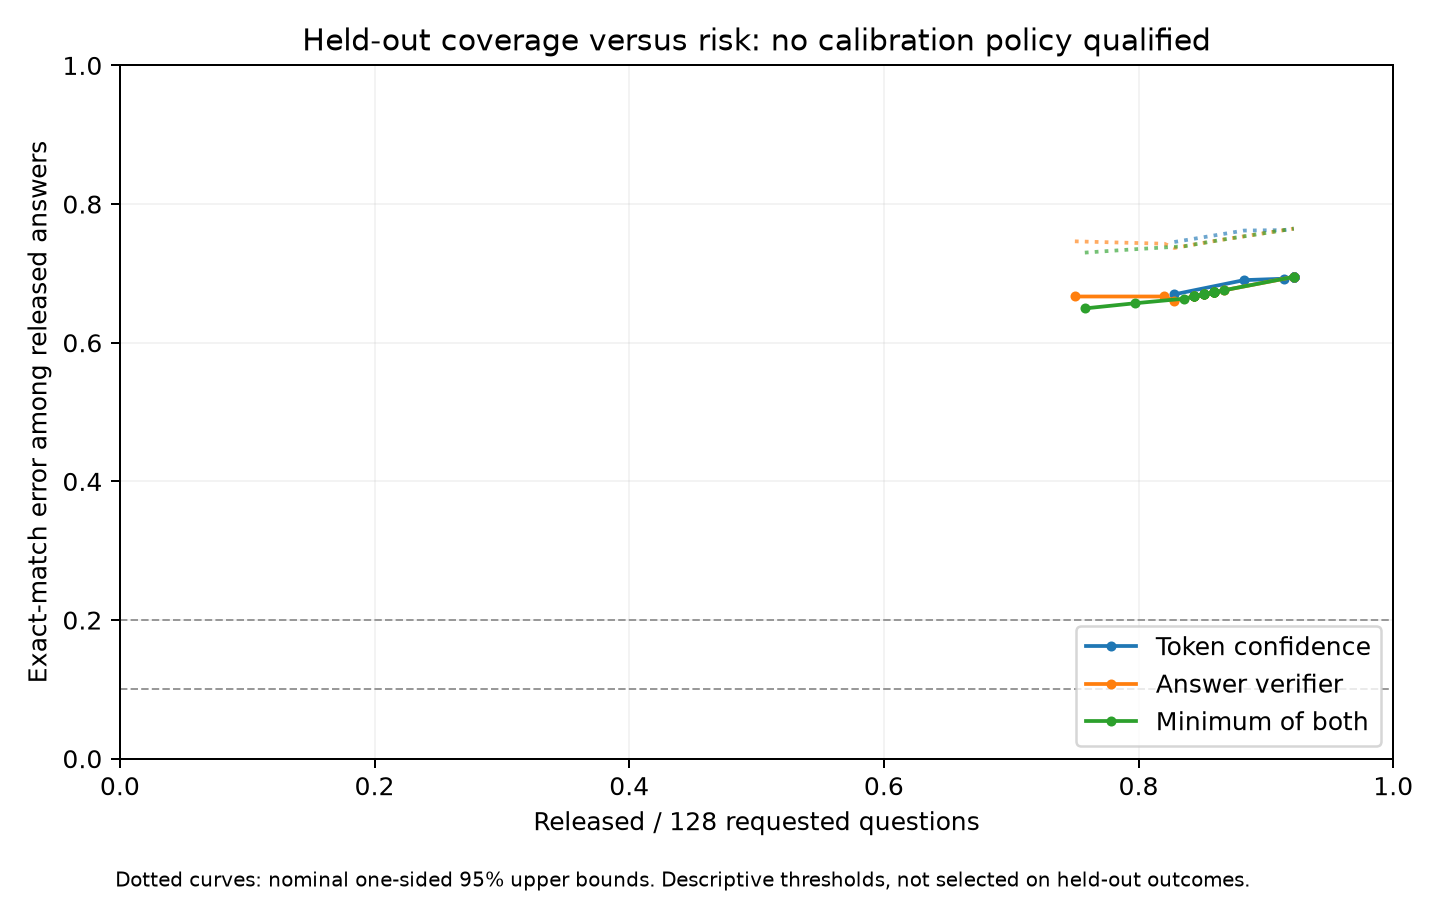 Held-out coverage versus risk: no calibration policy qualified
Exact-match error among released answers
1.0
0.8
0.6
0.4
0.2
0.0
0.0
0.2
0.4
0.6
0.8
1.0
Token confidence
Answer verifier
Minimum of both
Released / 128 requested questions
Dotted curves: nominal one-sided 95% upper bounds. Descriptive thresholds, not selected on held-out outcomes.